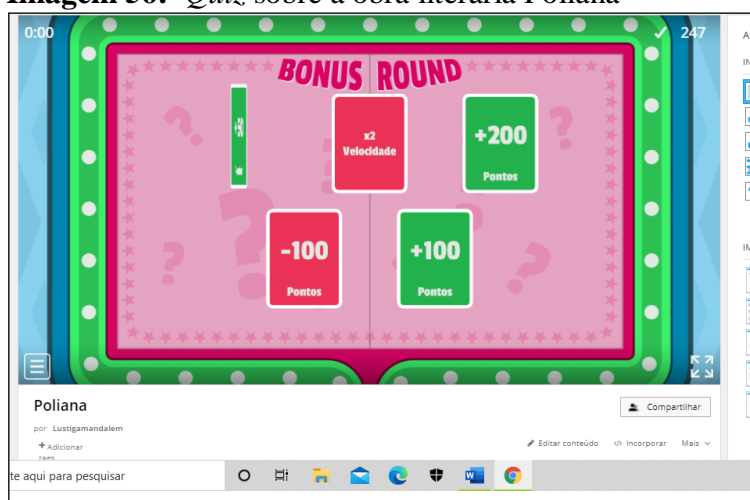 Imagem 30: Quiz sobre a obra literária Poliana
0:00
247
BONUS ROUND
x2
Velocidade
+200
Pontos
-100
Pontos
+100
Pontos
Poliana
Compartilhar
por Lustigamandalem
Adicionar
Editar conteúdo
Incorporar
Mais
te aqui para pesquisar